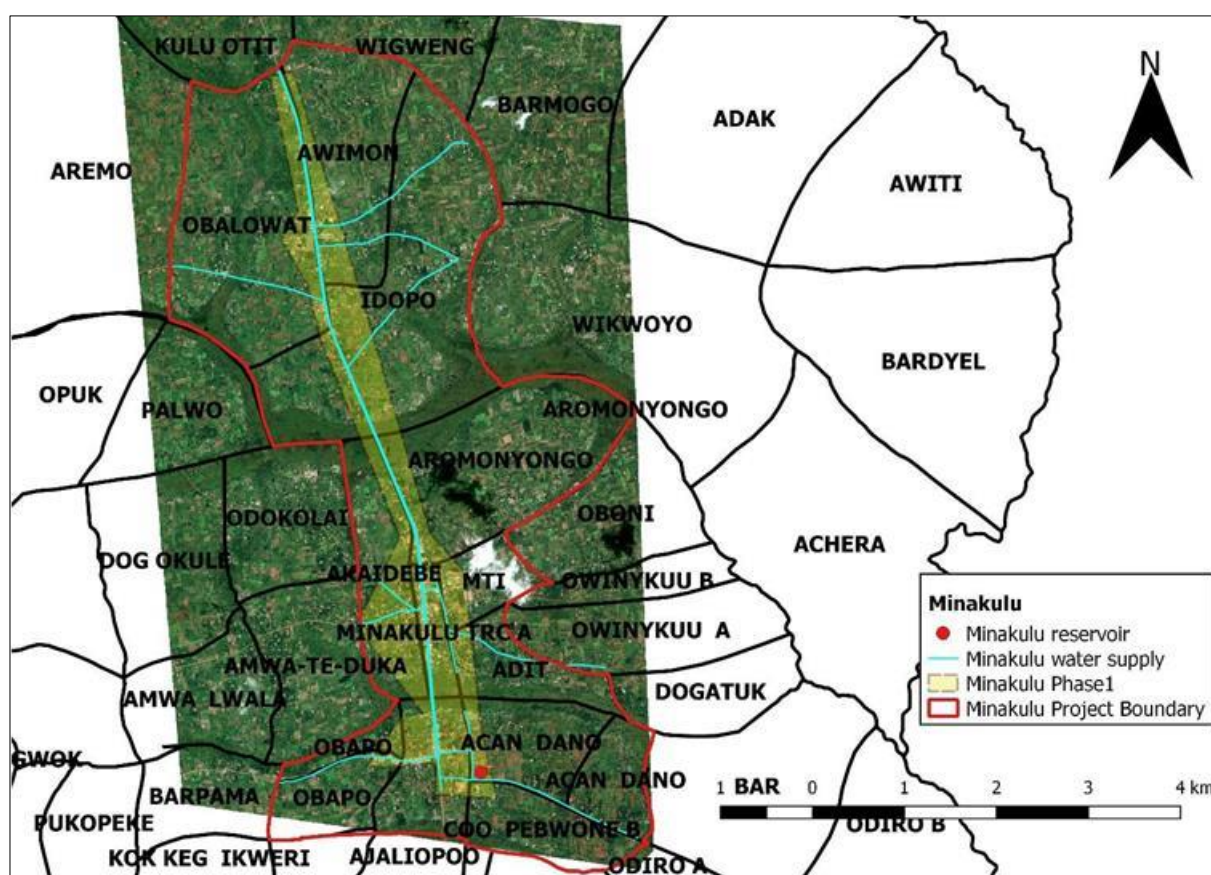 KULU OTIT
WIGWENG
N
BARMOGO
ADAK
AREMO
AWIMON
AWITI
OBALOWAT
IDOPO
WIKWOYO
BARDYEL
OPUK
PALWO
AROMONYONGO
AROMONYONGO
ODOKOLAI
OBONI
ACHERA
DOG OKULE
AKAIDEBE
MTI
OWINYKUU B
Minakulu
Minakulu reservoir
Minakulu water supply
Minakulu Phase1
Minakulu Project Boundary
MINAKULU TRC A
OWINYKUU A
AMWA-TE-DUKA
ADIT
DOGATUK
AMWA LWALA
OBAPO
ACAN DANO
GWOK
BARPAMA
OBAPO
ACAN DANO
1 BAR 0 1 2 3 4 km
PUKOPEKE
COO PEBWONE B
ODIRO B
KOK KEG IKWERI
AJALIOPOO
ODIRO A